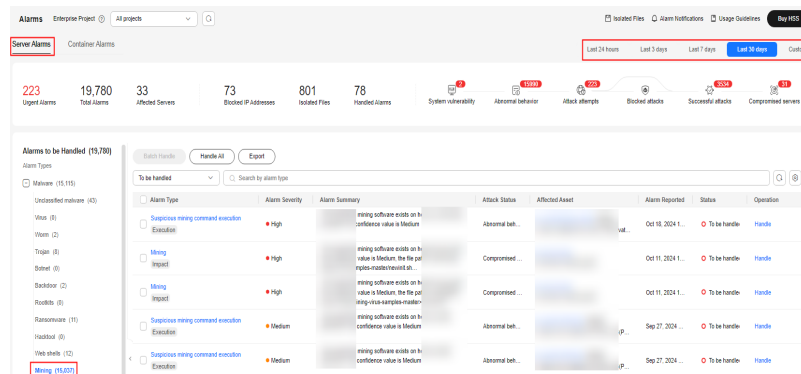 Alarms Enterprise Project All projects Isolated Files Alarm Notifications Usage Guidelines Buy HSS
Server Alarms Container Alarms
Last 24 hours Last 3 days Last 7 days Last 30 days
223 19,780 33 73 801 78
Urgent Alarms Total Alarms Affected Servers Blocked IP Addresses Isolated Files Handled Alarms
2 15990 223 3534 31
System vulnerability Abnormal behavior Attack attempts Blocked attacks Successful attacks Compromised servers
Alarms to be Handled (19,780)
Alarm Types
Malware (15,115)
Unclassified malware (43)
Virus (0)
Worm (2)
Trojan (8)
Botnet (0)
Backdoor (2)
Rootkits (0)
Ransomware (11)
Hacktool (0)
Web shells (12)
Mining (15,037)
Batch Handle Handle All Export
To be handled Search by alarm type
Alarm Type Alarm Severity Alarm Summary Attack Status Affected Asset Alarm Reported Status Operation
Suspicious mining command execution
Execution
High
mining software exists on h
confidence value is Medium
Abnormal beh... vat... Oct 18, 2024 1... To be handle Handle
Mining
Impact
High
mining software exists on h
value is Medium, the file pa
mples-master/nevinit sh...
Compromised ... Oct 11, 2024 1... To be handle Handle
Mining
Impact
High
mining software exists on h
value is Medium, the file pa
ining-virus-samples-master
Compromised ... Oct 11, 2024 1... To be handle Handle
Suspicious mining command execution
Execution
Medium
mining software exists on h
confidence value is Medium
Abnormal beh... (P... Sep 27, 2024 ... To be handle Handle
Suspicious mining command execution
Execution
Medium
mining software exists on h
confidence value is Medium
Abnormal beh... (P... Sep 27, 2024 ... To be handle Handle